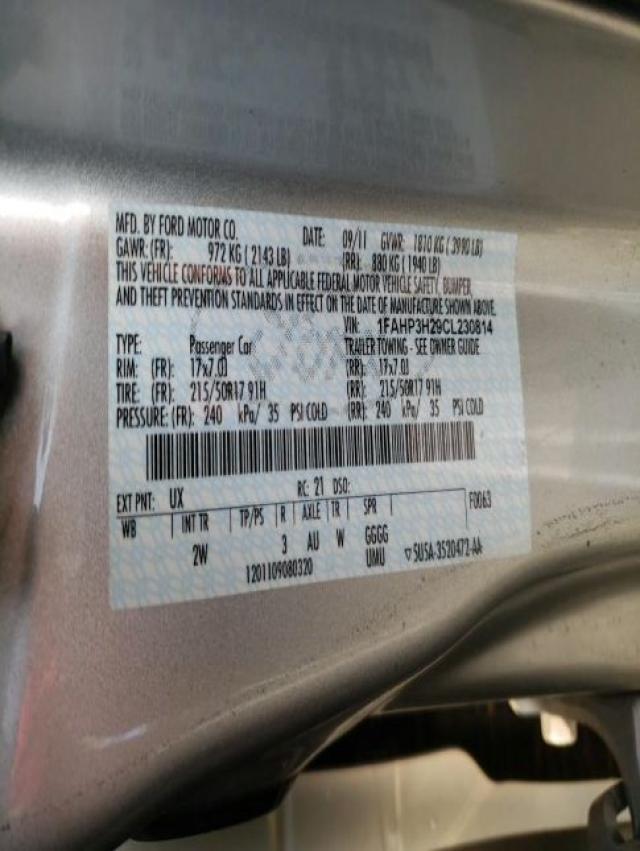 MFD. BY FORD MOTOR CO. DATE: 09/11 GVWR: 1810 KG ( 3990 LB)
GAWR: (FR): 972 KG ( 2143 LB) (RR): 880 KG ( 1940 LB)
THIS VEHICLE CONFORMS TO ALL APPLICABLE FEDERAL MOTOR VEHICLE SAFETY, BUMPER
AND THEFT PREVENTION STANDARDS IN EFFECT ON THE DATE OF MANUFACTURE SHOWN ABOVE.
VIN: 1FAHP3H29CL230814
TYPE: Passenger Car TRAILER TOWING - SEE OWNER GUIDE
RIM: (FR): 17x7.0J (RR): 17x7.0J
TIRE: (FR): 215/50R17 91H (RR): 215/50R17 91H
PRESSURE: (FR): 240 kPa/ 35 PSI COLD (RR): 240 kPa/ 35 PSI COLD
EXT PNT: UX RC: 21 DSO: F0063
WB INT TR TP/PS R AXLE TR SPR
2W 3 AU W GGGG
1201109080320 UMU ▽5U5A-3520472-AA